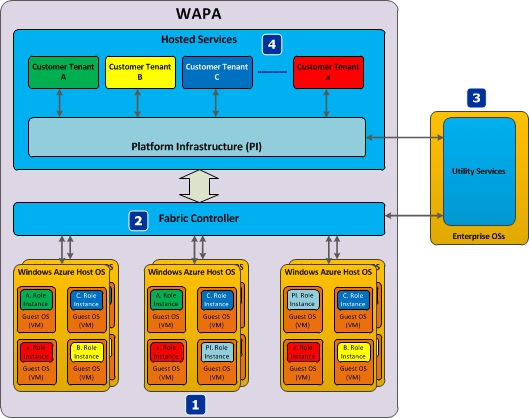 WAPA
Hosted Services
4
Customer Tenant
A
Customer Tenant
B
Customer Tenant
C
Customer Tenant
x
Platform Infrastructure (PI)
3
Utility Services
Enterprise OSs
2
Fabric Controller
Windows Azure Host OS
A. Role
Instance
Guest OS
(VM)
C. Role
Instance
Guest OS
(VM)
x. Role
Instance
Guest OS
(VM)
B. Role
Instance
Guest OS
(VM)
Windows Azure Host OS
A. Role
Instance
Guest OS
(VM)
C. Role
Instance
Guest OS
(VM)
x. Role
Instance
Guest OS
(VM)
PI. Role
Instance
Guest OS
(VM)
Windows Azure Host OS
PI. Role
Instance
Guest OS
(VM)
C. Role
Instance
Guest OS
(VM)
x. Role
Instance
Guest OS
(VM)
B. Role
Instance
Guest OS
(VM)
1